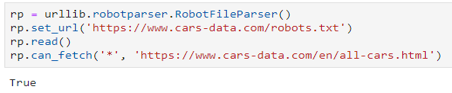 rp = urllib.robotparser.RobotFileParser()
rp.set_url('https://www.cars-data.com/robots.txt')
rp.read()
rp.can_fetch('*', 'https://www.cars-data.com/en/all-cars.html')
True